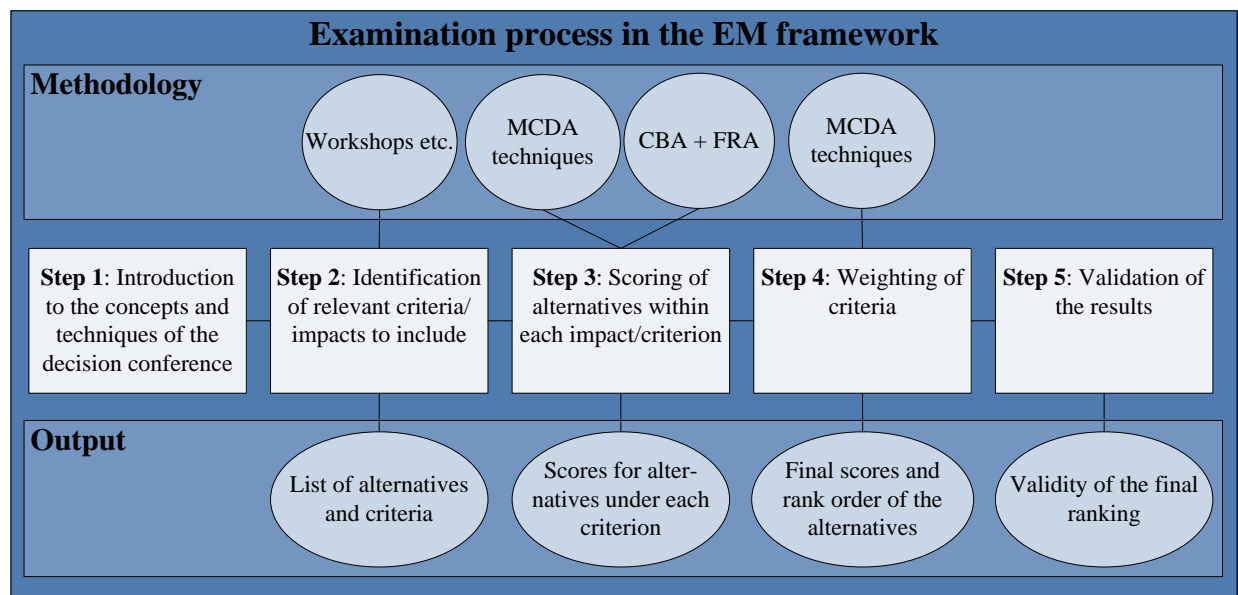 Examination process in the EM framework
Methodology
Workshops etc.
MCDA
techniques
CBA + FRA
MCDA
techniques
Step 1: Introduction
to the concepts and
techniques of the
decision conference
Step 2: Identification
of relevant criteria/
impacts to include
Step 3: Scoring of
alternatives within
each impact/criterion
Step 4: Weighting of
criteria
Step 5: Validation of
the results
Output
List of alternatives
and criteria
Scores for alter-
natives under each
criterion
Final scores and
rank order of the
alternatives
Validity of the final
ranking